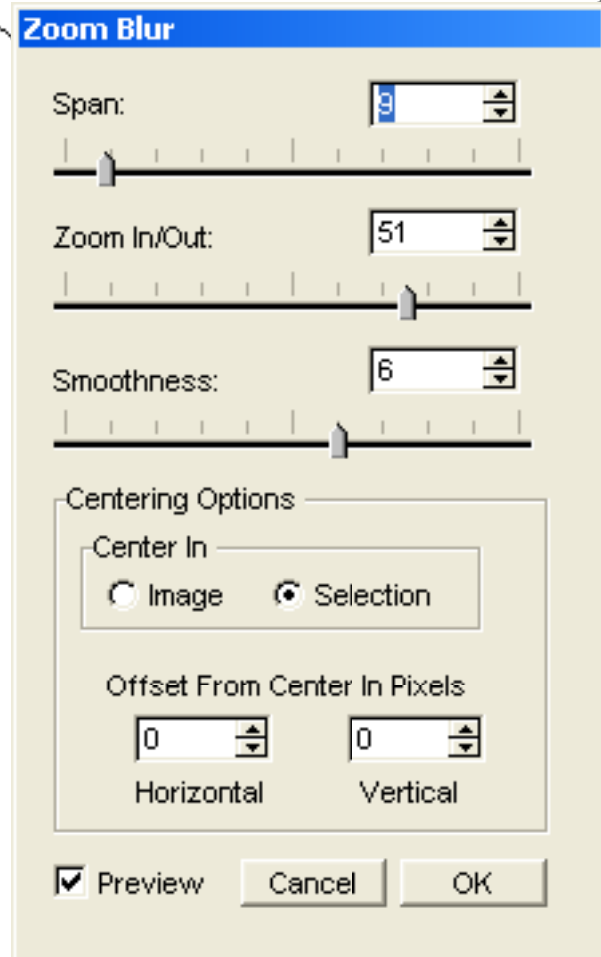 Zoom Blur
Span: 9
Zoom In/Out: 51
Smoothness: 6
Centering Options
Center In
Image Selection
Offset From Center In Pixels
0 0
Horizontal Vertical
Preview Cancel OK